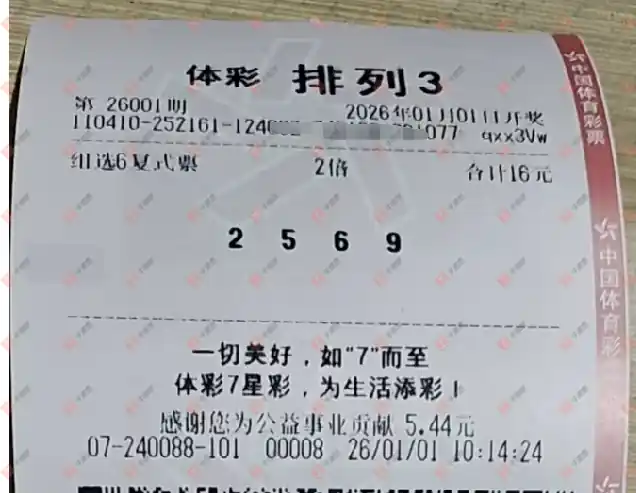 体彩 排列3
第 26001期 2026年01月01日开奖
110410-252161-124 077 qxx3Vw
组选6复式票 2倍 合计16元
2 5 6 9
一切美好，如“7”而至
体彩7星彩，为生活添彩！
感谢您为公益事业贡献 5.44元
07-240088-101 00008 26/01/01 10:14:24
中国体育彩票
中国体育彩